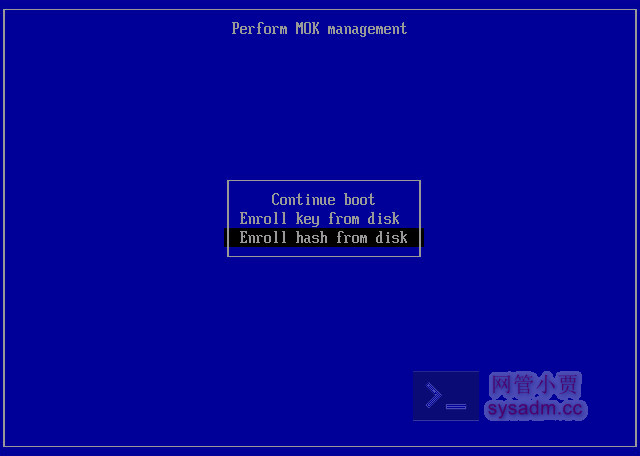 Perform MOK management
Continue boot
Enroll key from disk
Enroll hash from disk
>_
网管小贾
sysadm.cc